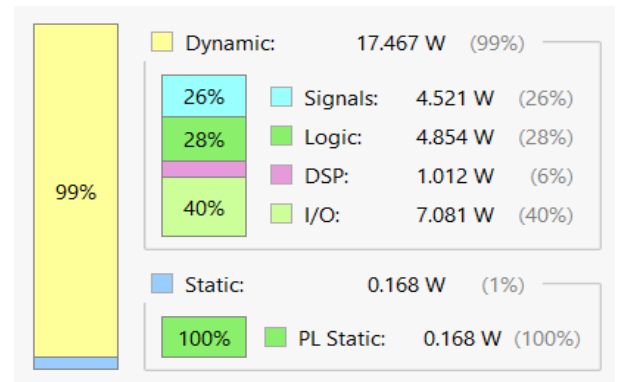 Dynamic: 17.467 W (99%)
26% Signals: 4.521 W (26%)
28% Logic: 4.854 W (28%)
DSP: 1.012 W (6%)
99%
40% I/O: 7.081 W (40%)
Static: 0.168 W (1%)
100% PL Static: 0.168 W (100%)